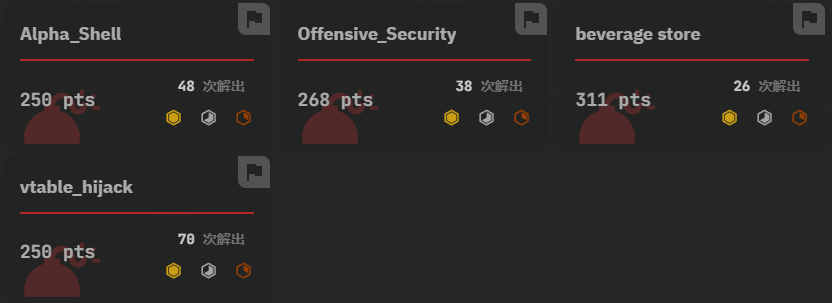 Alpha_Shell
48 次解出
250 pts
Offensive_Security
38 次解出
268 pts
beverage store
26 次解出
311 pts
vtable_hijack
70 次解出
250 pts